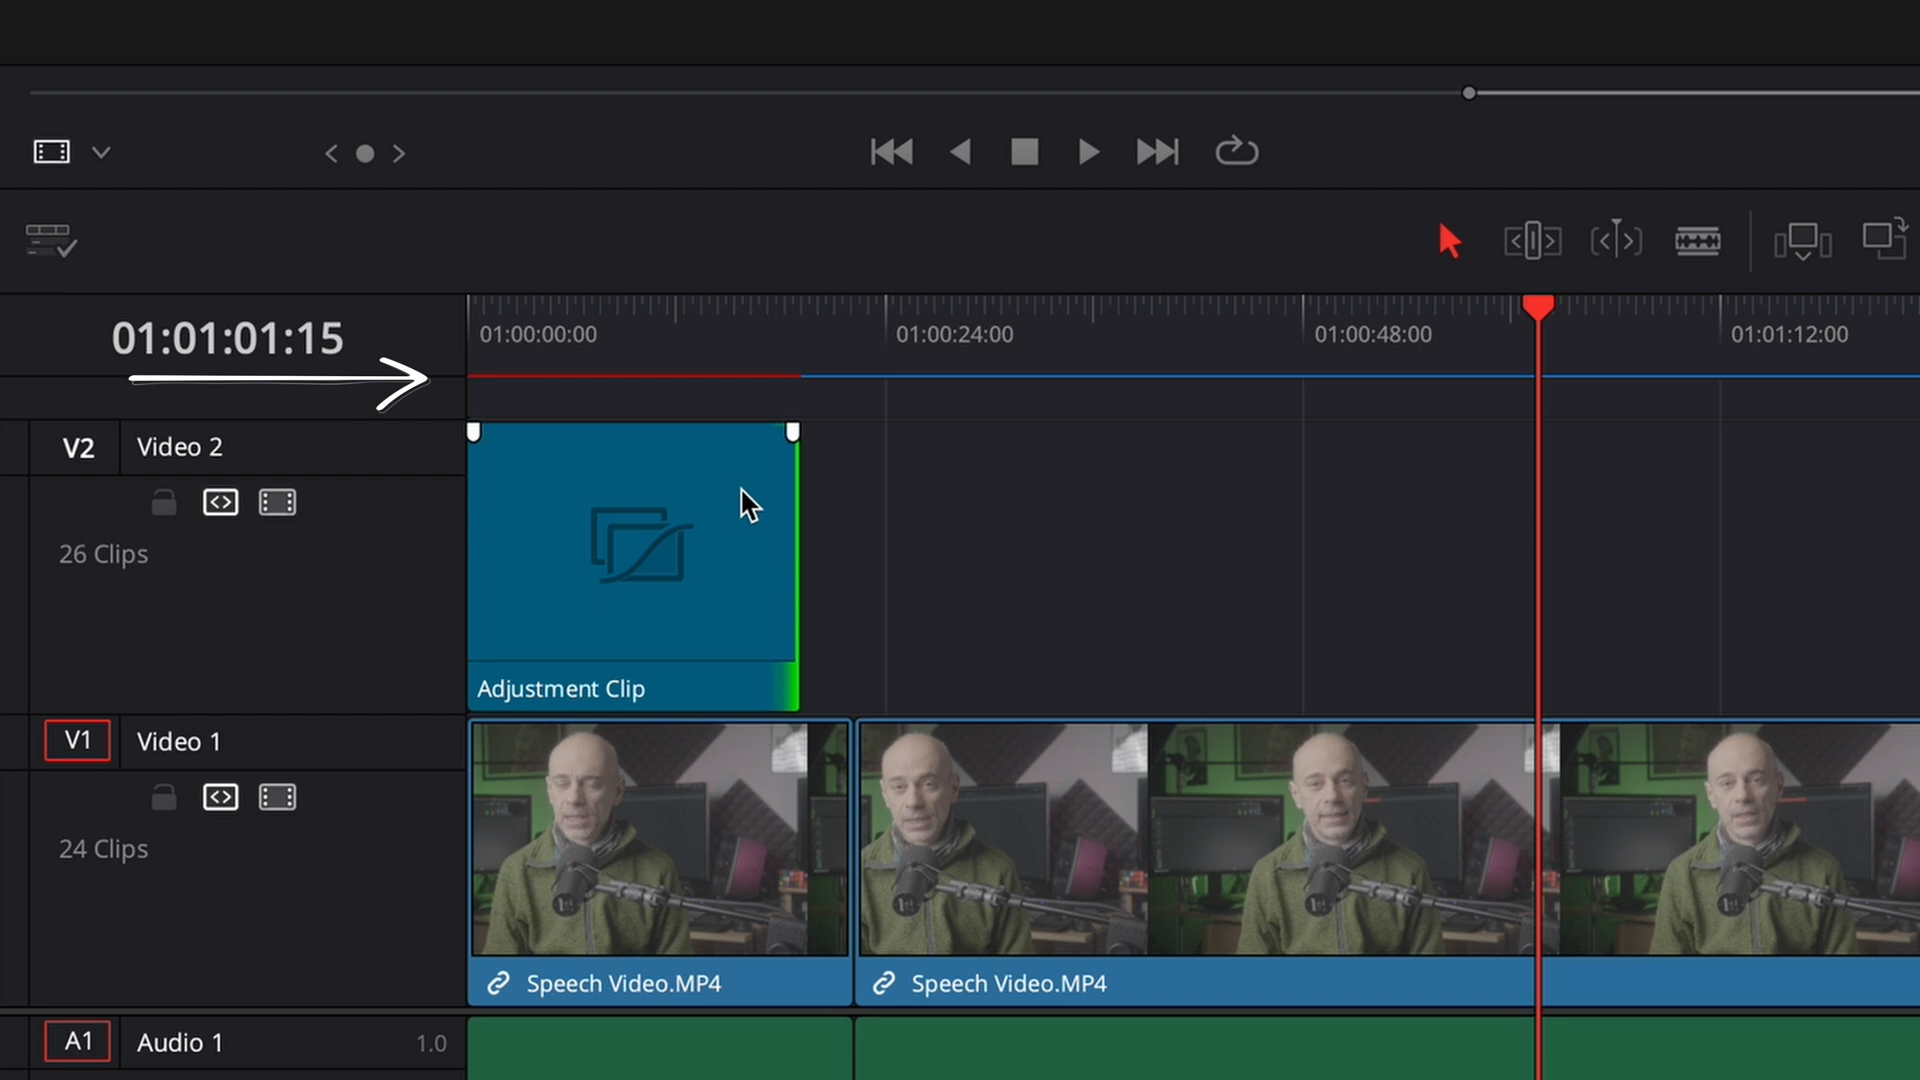 01:01:01:15
01:00:00:00
01:00:24:00
01:00:48:00
01:01:12:00
V2
Video 2
26 Clips
Adjustment Clip
V1
Video 1
24 Clips
Speech Video.MP4
Speech Video.MP4
A1
Audio 1
1.0